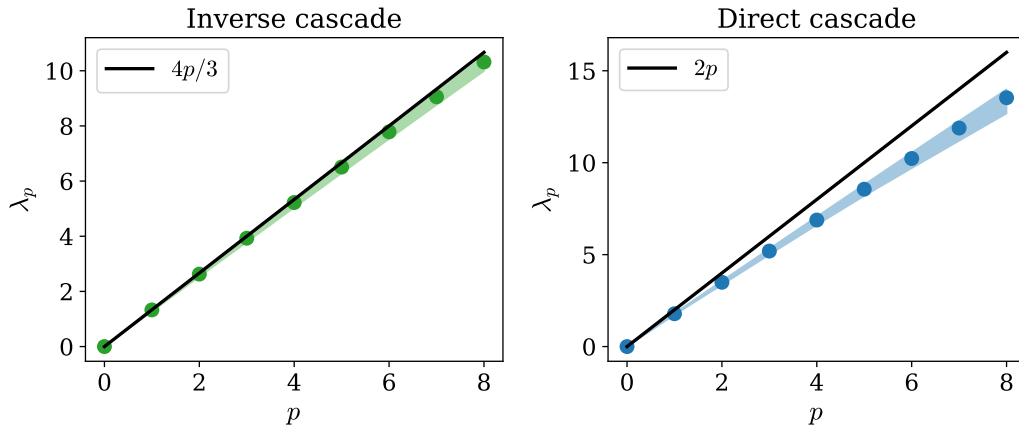 Inverse cascade
4p/3
10
8
6
4
2
0
λp
0 2 4 6 8
p
Direct cascade
2p
15
10
5
0
λp
0 2 4 6 8
p